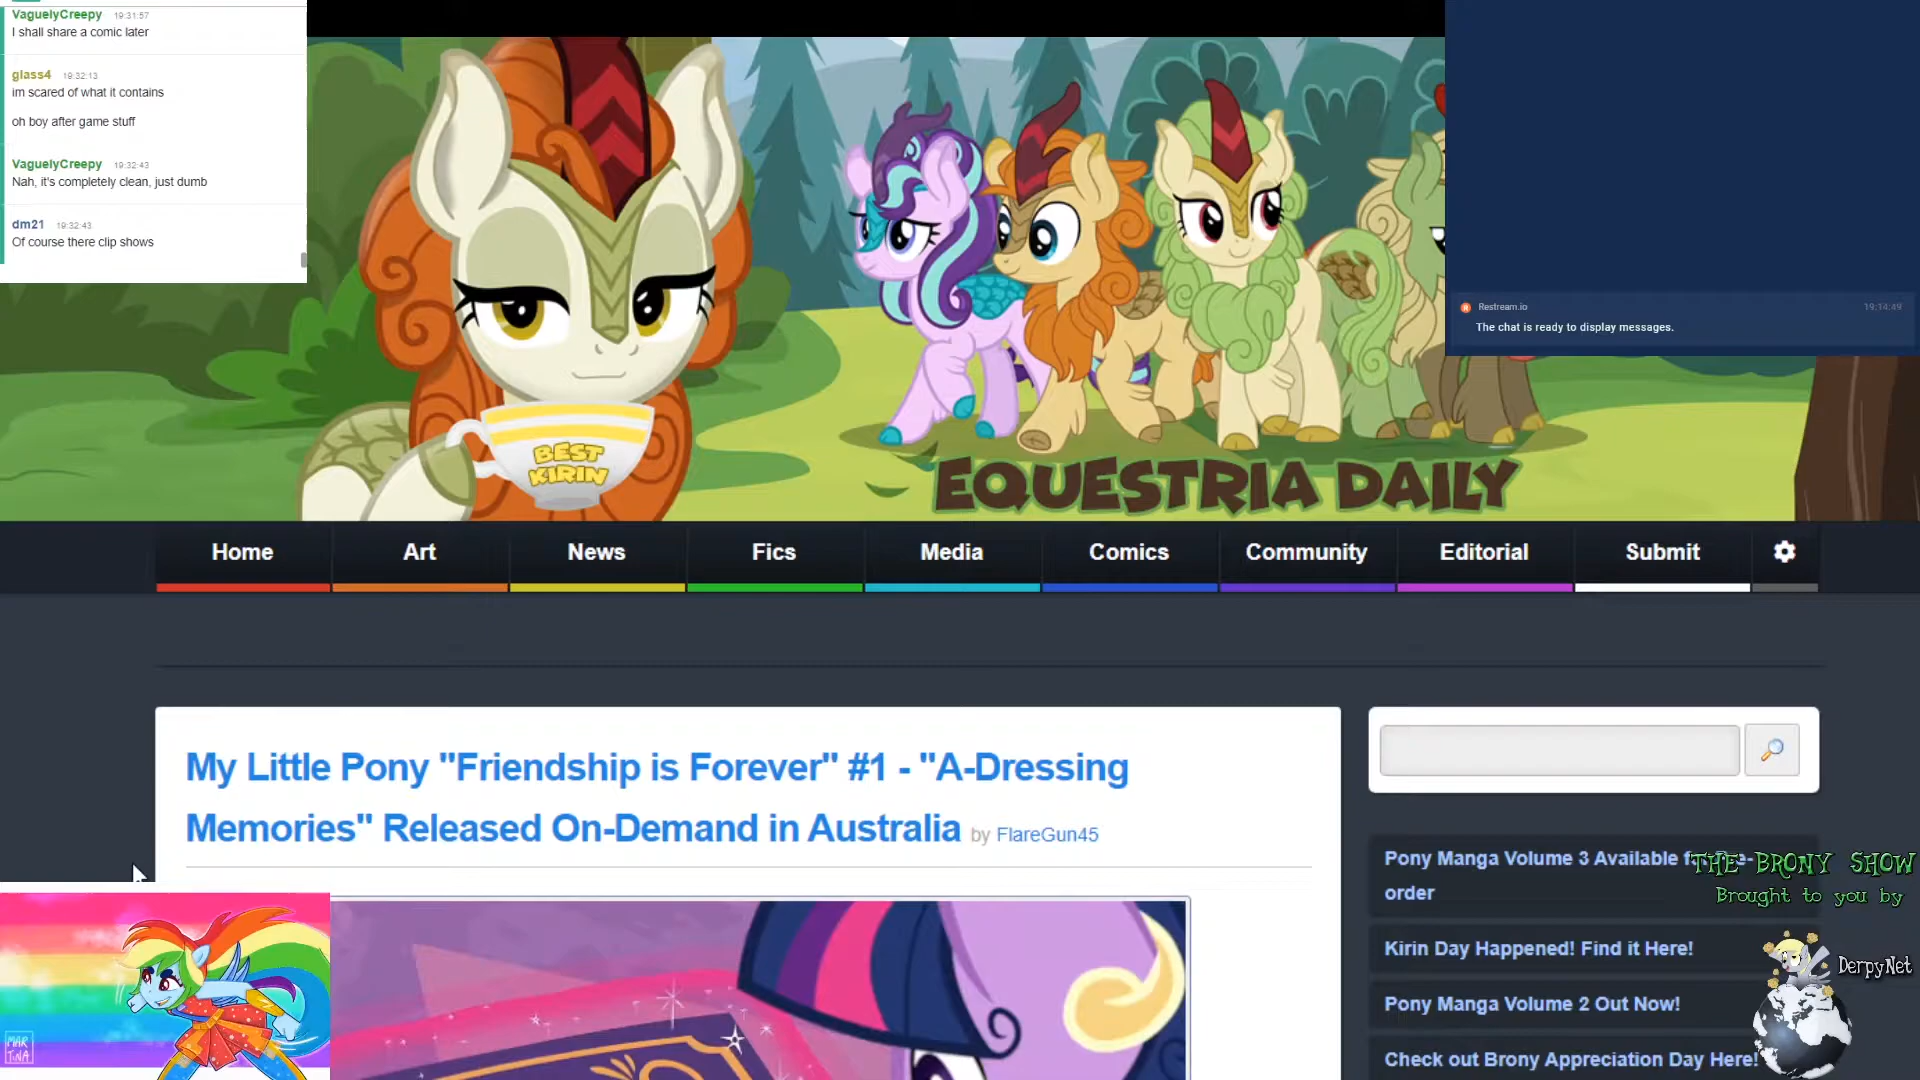 VaguelyCreepy 19:31:57
I shall share a comic later
glass4 19:32:13
im scared of what it contains
oh boy after game stuff
VaguelyCreepy 19:32:43
Nah, it's completely clean, just dumb
dm21 19:32:43
Of course there clip shows
Restream.io 19:14:49
The chat is ready to display messages.
BEST
KIRIN
EQUESTRIA DAILY
Home Art News Fics Media Comics Community Editorial Submit
My Little Pony "Friendship is Forever" #1 - "A-Dressing
Memories" Released On-Demand in Australia by FlareGun45
Pony Manga Volume 3 Available
order
Kirin Day Happened! Find it Here!
Pony Manga Volume 2 Out Now!
Check out Brony Appreciation Day Here!
THE BRONY SHOW
Brought to you by
DerpyNet
MAR
TINA